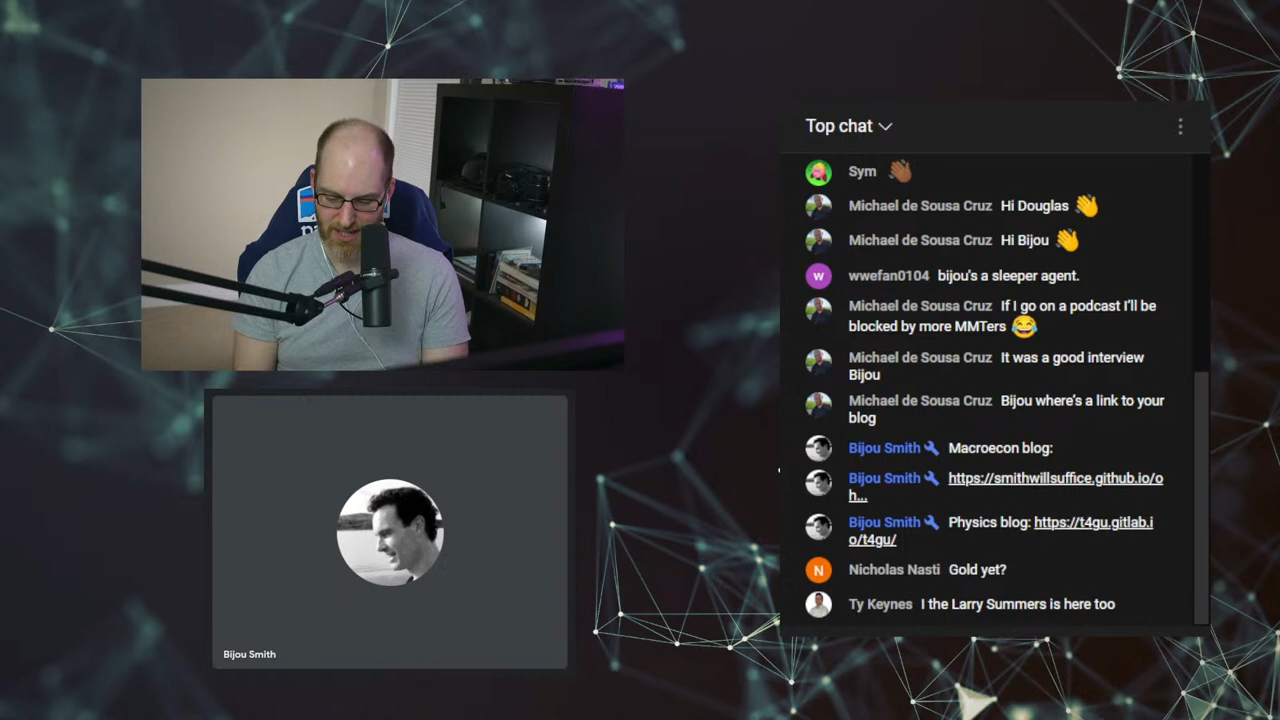 Top chat
Sym
Michael de Sousa Cruz Hi Douglas
Michael de Sousa Cruz Hi Bijou
W
wwefan0104 bijou's a sleeper agent.
Michael de Sousa Cruz If I go on a podcast I'll be
blocked by more MMTers
Michael de Sousa Cruz It was a good interview
Bijou
Michael de Sousa Cruz Bijou where's a link to your
blog
Bijou Smith Macroecon blog:
Bijou Smith https://smithwillsuffice.github.io/o
h...
Bijou Smith Physics blog: https://t4gu.gitlab.i
o/t4gu/
N
Nicholas Nasti Gold yet?
Ty Keynes I the Larry Summers is here too
Bijou Smith